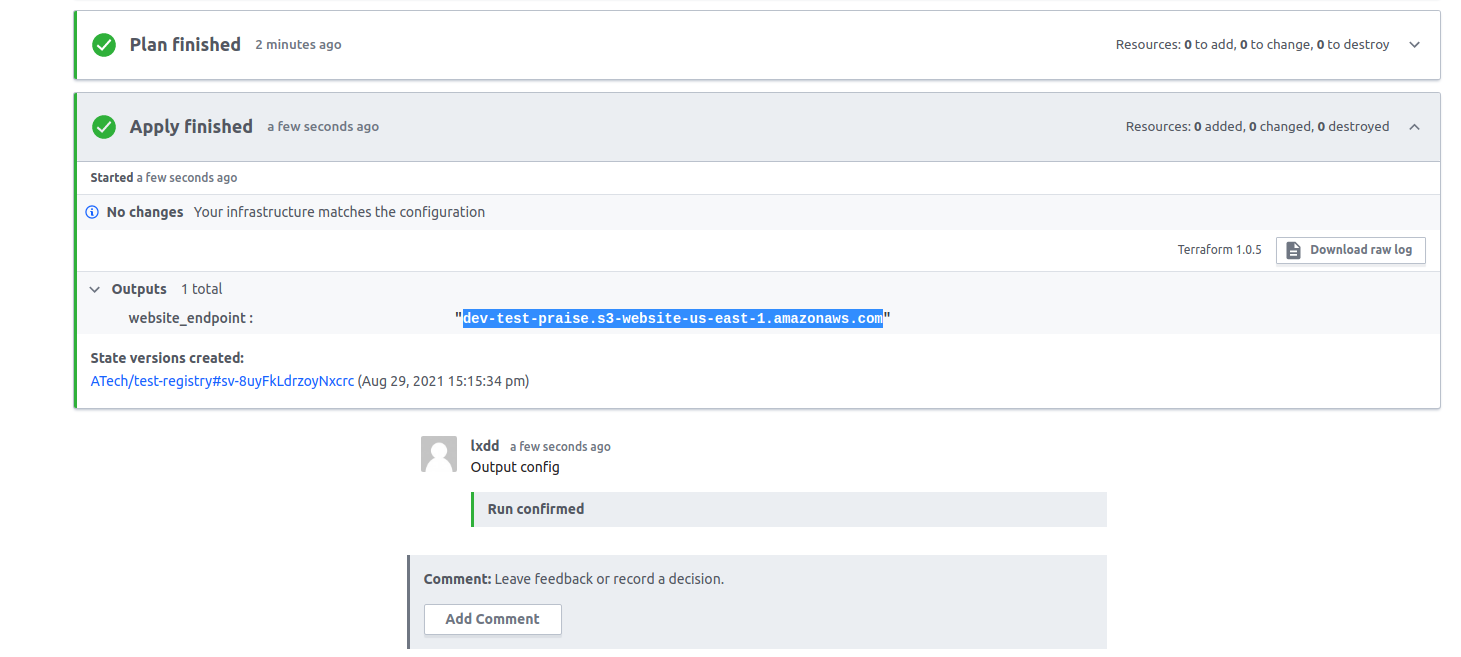 Plan finished 2 minutes ago Resources: 0 to add, 0 to change, 0 to destroy
Apply finished a few seconds ago Resources: 0 added, 0 changed, 0 destroyed
Started a few seconds ago
No changes Your infrastructure matches the configuration
Terraform 1.0.5 Download raw log
Outputs 1 total
website_endpoint : "dev-test-praise.s3-website-us-east-1.amazonaws.com"
State versions created:
ATech/test-registry#sv-8uyFkLdrzoyNxcrc (Aug 29, 2021 15:15:34 pm)
lxdd a few seconds ago
Output config
Run confirmed
Comment: Leave feedback or record a decision.
Add Comment